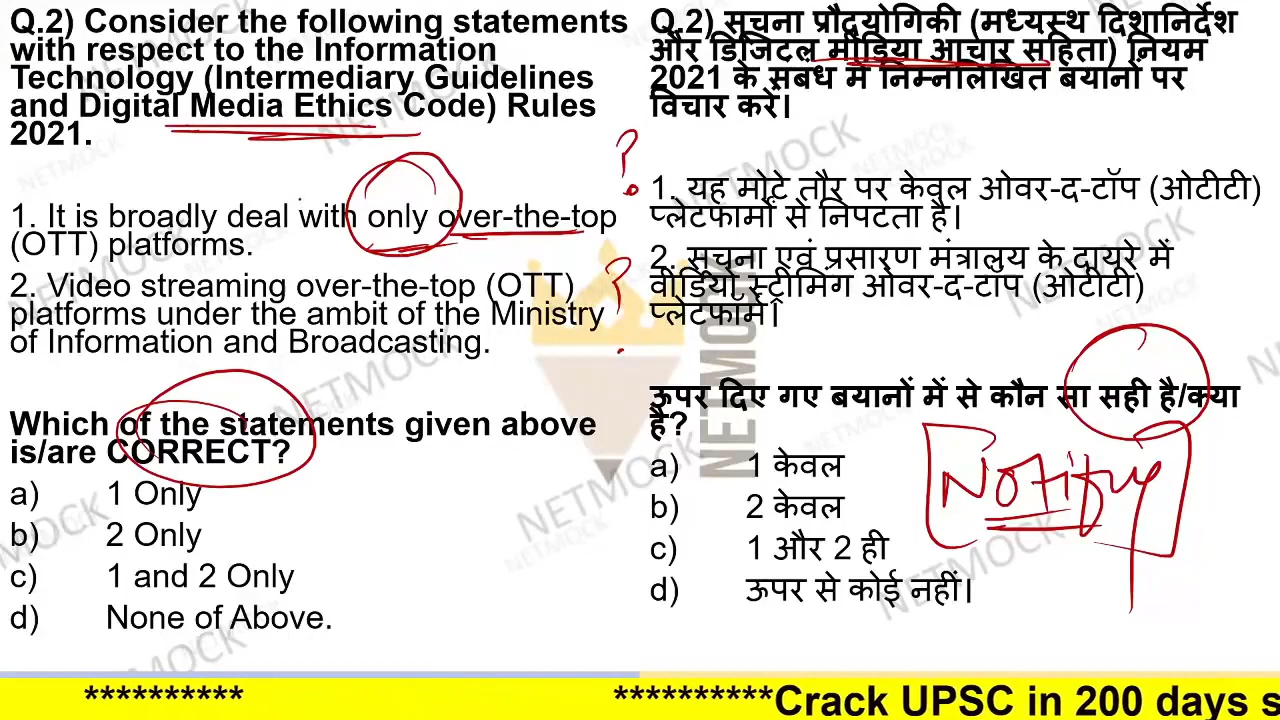 Q.2) Consider the following statements
with respect to the Information
Technology (Intermediary Guidelines
and Digital Media Ethics Code) Rules
2021.
1. It is broadly deal with only over-the-top
(OTT) platforms.
2. Video streaming over-the-top (OTT)
platforms under the ambit of the Ministry
of Information and Broadcasting.
Which of the statements given above
is/are CORRECT?
a) 1 Only
b) 2 Only
c) 1 and 2 Only
d) None of Above.
Q.2) सूचना प्रौद्योगिकी (मध्यस्थ दिशानिर्देश
और डिजिटल मीडिया आचार संहिता) नियम
2021 के संबंध में निम्नलिखित बयानों पर
विचार करें।
1. यह मोटे तौर पर केवल ओवर-द-टॉप (ओटीटी)
प्लेटफार्मों से निपटता है।
2. सूचना एवं प्रसारण मंत्रालय के दायरे में
वीडियो स्ट्रीमिंग ओवर-द-टॉप (ओटीटी)
प्लेटफॉर्म।
ऊपर दिए गए बयानों में से कौन सा सही है/क्या
है?
a) 1 केवल
b) 2 केवल
c) 1 और 2 ही
d) ऊपर से कोई नहीं।
Notify
NETMOCK
**********
**********Crack UPSC in 200 days s